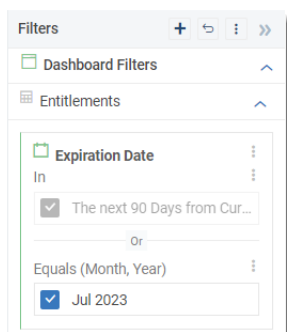 Filters
Dashboard Filters
Entitlements
Expiration Date
In
The next 90 Days from Cur...
Or
Equals (Month, Year)
Jul 2023